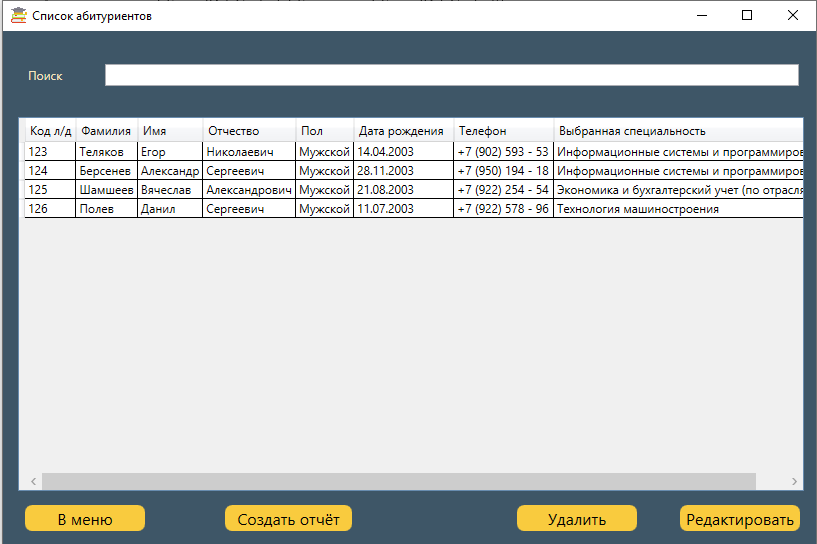 Список абитуриентов
Поиск
Код л/д Фамилия Имя Отчество Пол Дата рождения Телефон Выбранная специальность
123 Теляков Егор Николаевич Мужской 14.04.2003 +7 (902) 593 - 53 Информационные системы и программиров
124 Берсенев Александр Сергеевич Мужской 28.11.2003 +7 (950) 194 - 18 Информационные системы и программиров
125 Шамшеев Вячеслав Александрович Мужской 21.08.2003 +7 (922) 254 - 54 Экономика и бухгалтерский учет (по отрасля
126 Полев Данил Сергеевич Мужской 11.07.2003 +7 (922) 578 - 96 Технология машиностроения
В меню Создать отчёт Удалить Редактировать